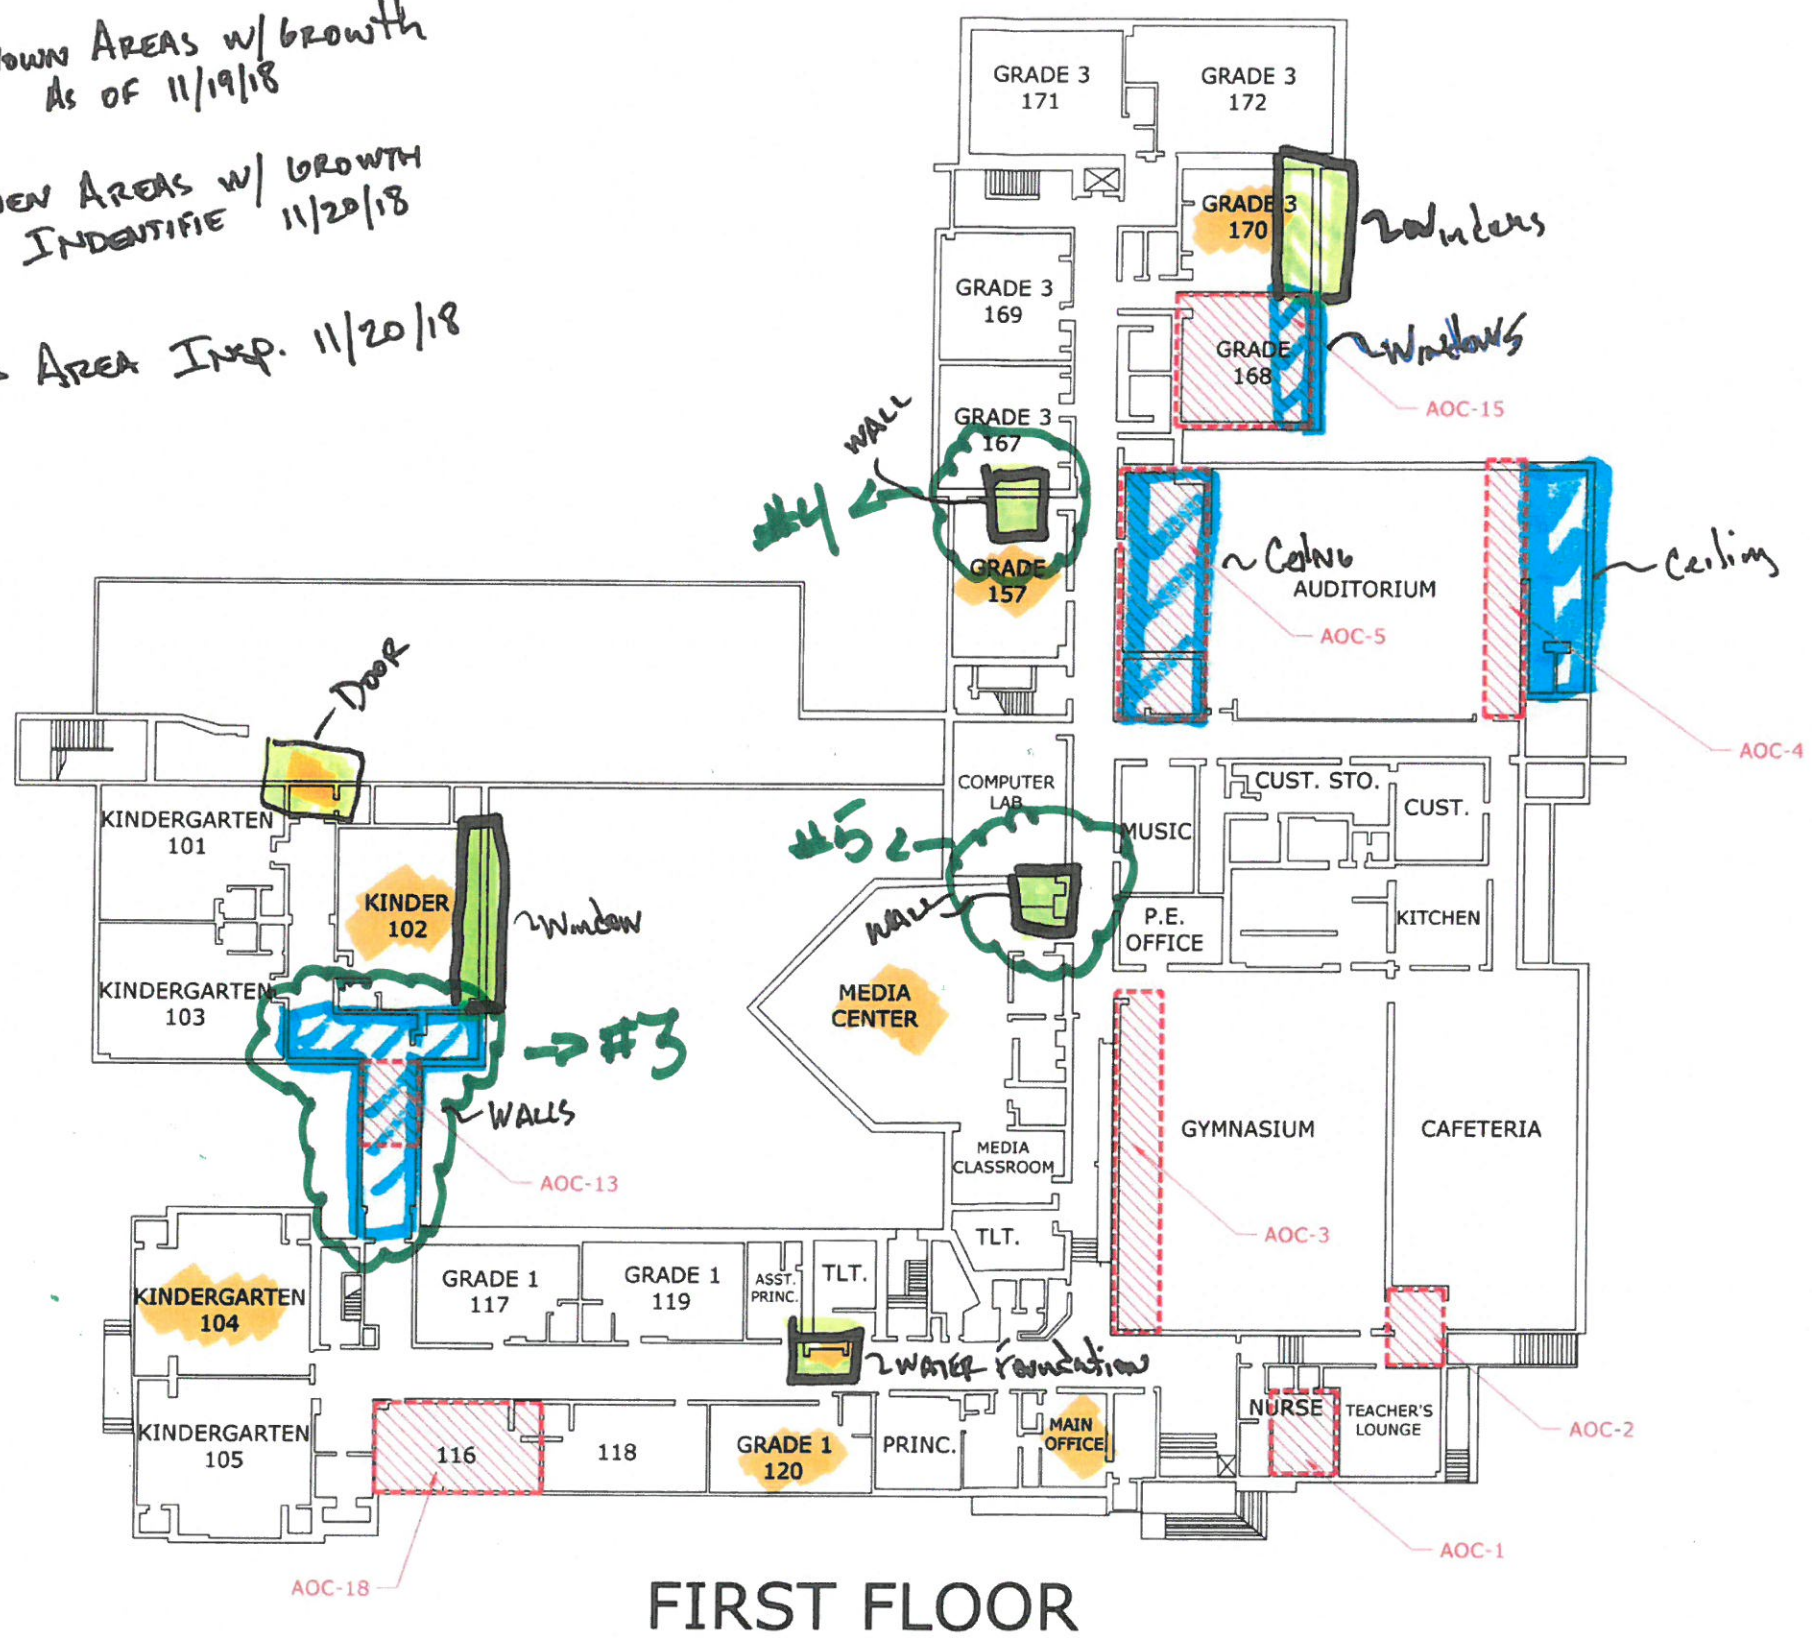 OWN AREAS W/ GROWTH
AS OF 11/19/18
EN AREAS W/ GROWTH
INDENTIFIE 11/20/18
AREA INSP. 11/20/18
GRADE 3
171
GRADE 3
172
GRADE 3
170
GRADE 3
169
GRADE
168
Windows
AOC-15
GRADE 3
167
WALL
#4
GRADE
157
Ceiling
AUDITORIUM
AOC-5
Ceiling
AOC-4
DOOR
COMPUTER
LAB
#5
WALL
MUSIC
CUST. STO.
CUST.
P.E.
OFFICE
KITCHEN
KINDERGARTEN
101
KINDER
102
Window
KINDERGARTEN
103
#3
WALLS
AOC-13
MEDIA
CENTER
MEDIA
CLASSROOM
GYMNASIUM
CAFETERIA
AOC-3
TLT.
KINDERGARTEN
104
GRADE 1
117
GRADE 1
119
ASST.
PRINC.
TLT.
WATER Foundation
KINDERGARTEN
105
116
118
GRADE 1
120
PRINC.
MAIN
OFFICE
NURSE
TEACHER'S
LOUNGE
AOC-2
AOC-1
AOC-18
FIRST FLOOR